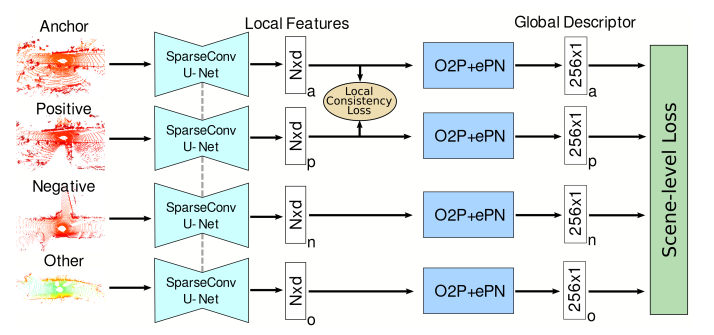 Anchor
Local Features
Global Descriptor
SparseConv
U-Net
Nxd
a
O2P+ePN
256x1
a
Local
Consistency
Loss
Positive
SparseConv
U-Net
Nxd
p
O2P+ePN
256x1
p
Negative
SparseConv
U-Net
Nxd
n
O2P+ePN
256x1
n
Other
SparseConv
U-Net
Nxd
o
O2P+ePN
256x1
o
Scene-level Loss